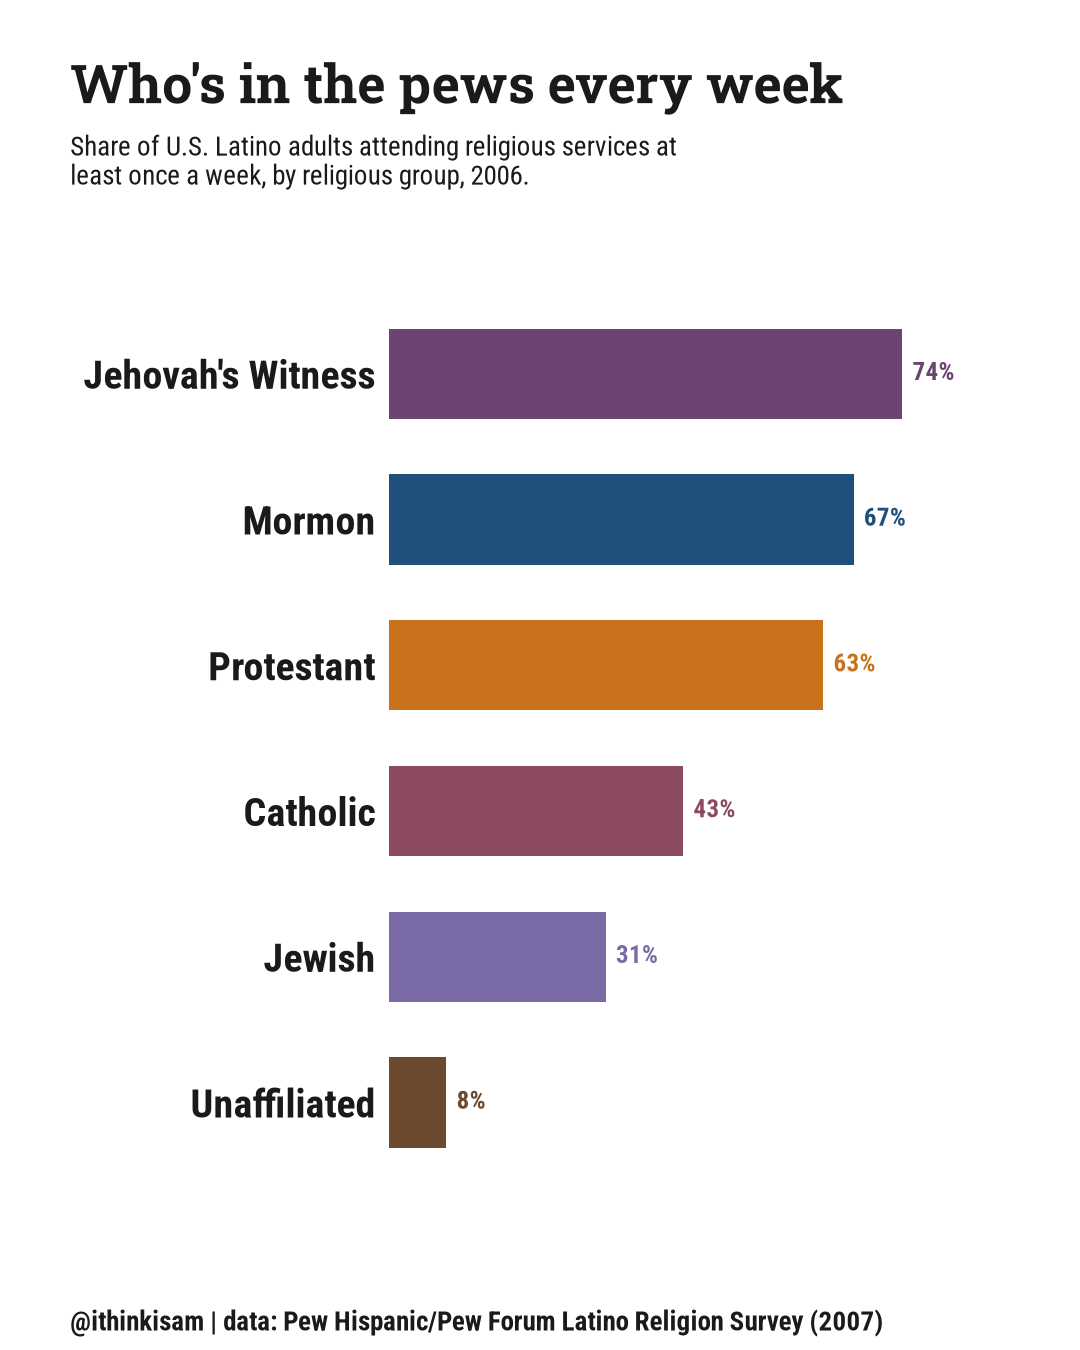 Who's in the pews every week
Share of U.S. Latino adults attending religious services at
least once a week, by religious group, 2006.
Jehovah's Witness 74%
Mormon 67%
Protestant 63%
Catholic 43%
Jewish 31%
Unaffiliated 8%
@ithinkisam | data: Pew Hispanic/Pew Forum Latino Religion Survey (2007)